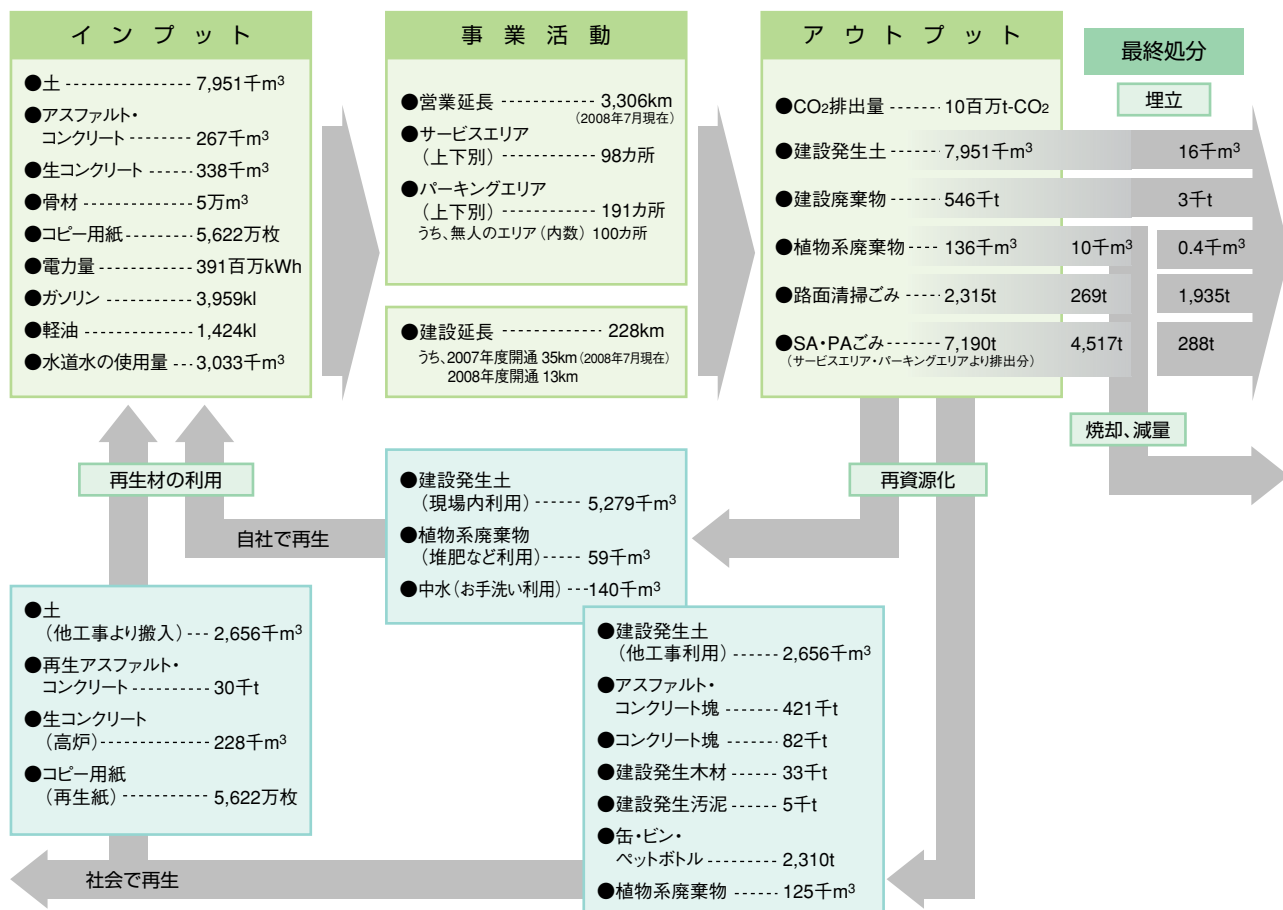 インプット
●土 --------------- 7,951千m³
●アスファルト・
コンクリート -------- 267千m³
●生コンクリート ------ 338千m³
●骨材 ------------- 5万m³
●コピー用紙 -------- 5,622万枚
●電力量 ----------- 391百万kWh
●ガソリン ---------- 3,959kl
●軽油 ------------- 1,424kl
●水道水の使用量 --- 3,033千m³
事業活動
●営業延長 ------------ 3,306km
(2008年7月現在)
●サービスエリア
(上下別) ------------ 98カ所
●パーキングエリア
(上下別) ------------ 191カ所
うち、無人のエリア(内数) 100カ所
●建設延長 ------------- 228km
うち、2007年度開通 35km(2008年7月現在)
2008年度開通 13km
アウトプット
●CO₂排出量 ------ 10百万t-CO₂
●建設発生土 ------ 7,951千m³
●建設廃棄物 ------ 546千t
●植物系廃棄物 ---- 136千m³ 10千m³
●路面清掃ごみ ---- 2,315t 269t
●SA・PAごみ ------ 7,190t 4,517t
(サービスエリア・パーキングエリアより排出分)
最終処分
埋立
16千m³
3千t
0.4千m³
1,935t
288t
焼却、減量
再生材の利用
再資源化
自社で再生
●建設発生土
(現場内利用) ------ 5,279千m³
●植物系廃棄物
(堆肥など利用) ----- 59千m³
●中水(お手洗い利用) --- 140千m³
●土
(他工事より搬入) --- 2,656千m³
●再生アスファルト・
コンクリート --------- 30千t
●生コンクリート
(高炉) ------------- 228千m³
●コピー用紙
(再生紙) ---------- 5,622万枚
●建設発生土
(他工事利用) ------ 2,656千m³
●アスファルト・
コンクリート塊 ------- 421千t
●コンクリート塊 ------ 82千t
●建設発生木材 ------ 33千t
●建設発生汚泥 ------ 5千t
●缶・ビン・
ペットボトル --------- 2,310t
●植物系廃棄物 ------ 125千m³
社会で再生